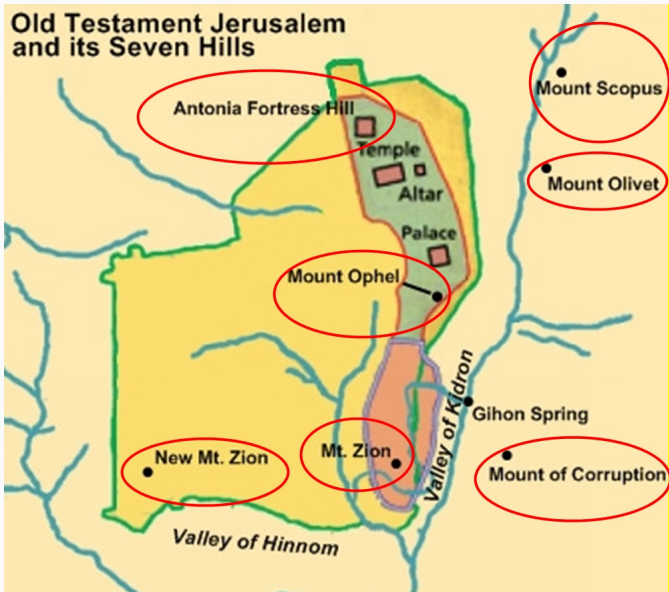 Old Testament Jerusalem
and its Seven Hills
Mount Scopus
Antonia Fortress Hill
Temple
Altar
Mount Olivet
Palace
Mount Ophel
Valley of Kidron
Gihon Spring
New Mt. Zion
Mt. Zion
Mount of Corruption
Valley of Hinnom